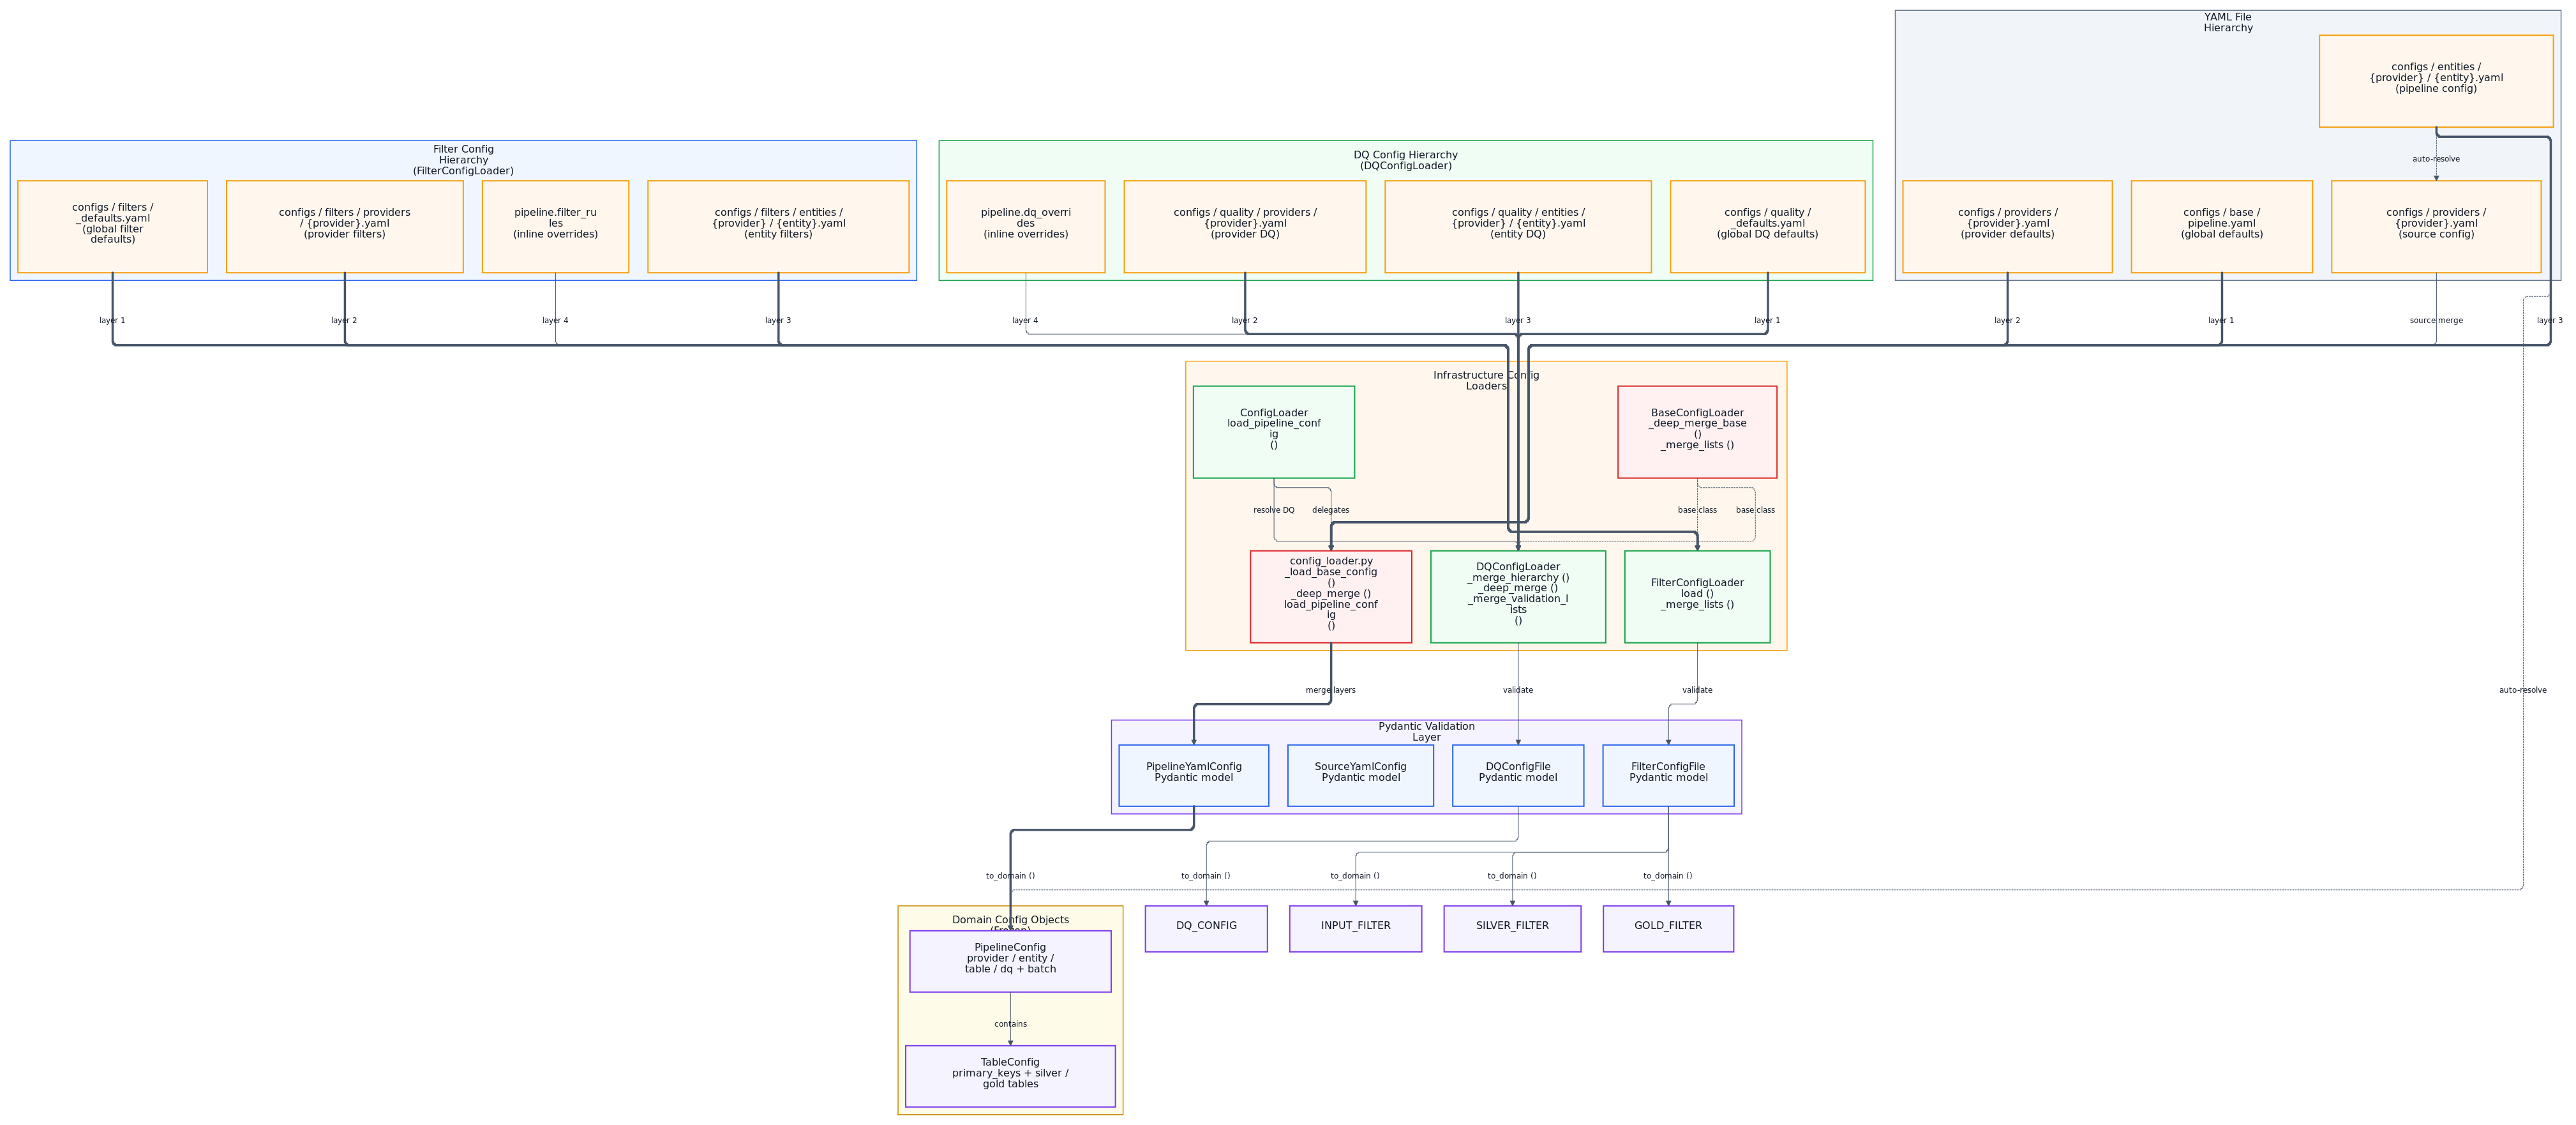 YAML File
Hierarchy
configs / entities /
{provider} / {entity}.yaml
(pipeline config)
auto-resolve
Filter Config
Hierarchy
(FilterConfigLoader)
configs / filters /
_defaults.yaml
(global filter
defaults)
configs / filters / providers
/ {provider}.yaml
(provider filters)
pipeline.filter_ru
les
(inline overrides)
configs / filters / entities /
{provider} / {entity}.yaml
(entity filters)
DQ Config Hierarchy
(DQConfigLoader)
pipeline.dq_overri
des
(inline overrides)
configs / quality / providers /
{provider}.yaml
(provider DQ)
configs / quality / entities /
{provider} / {entity}.yaml
(entity DQ)
configs / quality /
_defaults.yaml
(global DQ defaults)
configs / providers /
{provider}.yaml
(provider defaults)
configs / base /
pipeline.yaml
(global defaults)
configs / providers /
{provider}.yaml
(source config)
layer 1
layer 2
layer 4
layer 3
layer 4
layer 2
layer 3
layer 1
layer 2
layer 1
source merge
layer 3
Infrastructure Config
Loaders
ConfigLoader
load_pipeline_conf
ig
()
BaseConfigLoader
_deep_merge_base
()
_merge_lists ()
resolve DQ
delegates
base class
base class
config_loader.py
_load_base_config
()
_deep_merge ()
load_pipeline_conf
ig
()
DQConfigLoader
_merge_hierarchy ()
_deep_merge ()
_merge_validation_l
ists
()
FilterConfigLoader
load ()
_merge_lists ()
merge layers
validate
validate
auto-resolve
Pydantic Validation
Layer
PipelineYamlConfig
Pydantic model
SourceYamlConfig
Pydantic model
DQConfigFile
Pydantic model
FilterConfigFile
Pydantic model
to_domain ()
to_domain ()
to_domain ()
to_domain ()
to_domain ()
Domain Config Objects
(Frozen)
PipelineConfig
provider / entity /
table / dq + batch
DQ_CONFIG
INPUT_FILTER
SILVER_FILTER
GOLD_FILTER
contains
TableConfig
primary_keys + silver /
gold tables